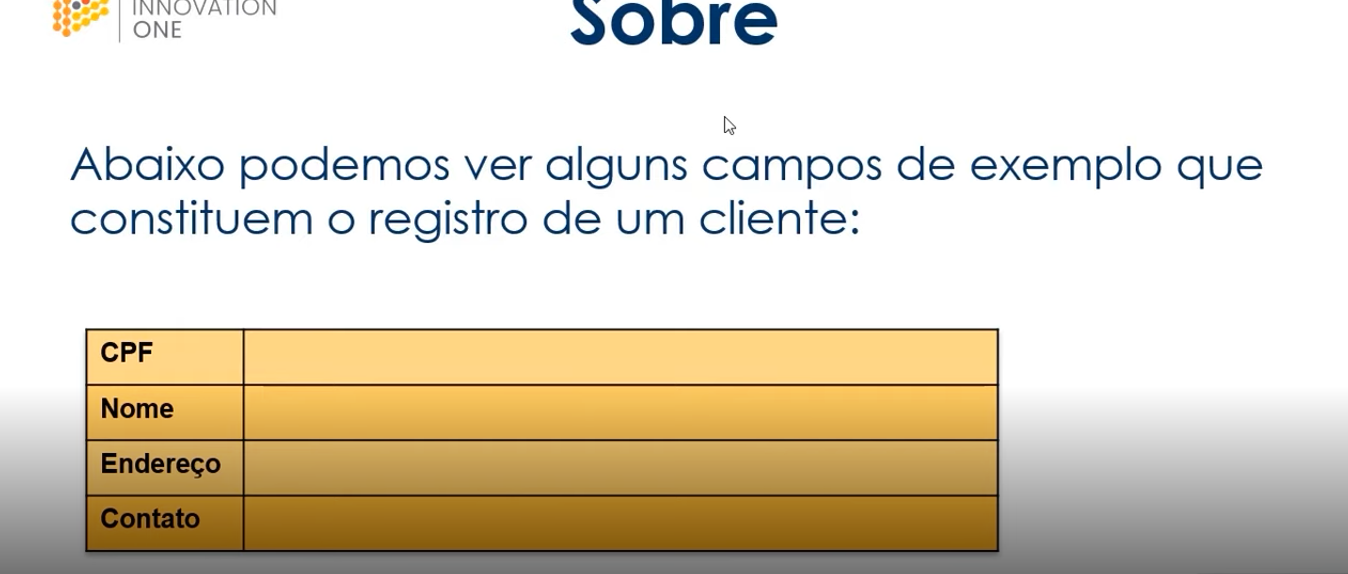 INNOVATION
ONE
Sobre
Abaixo podemos ver alguns campos de exemplo que
constituem o registro de um cliente:
CPF
Nome
Endereço
Contato